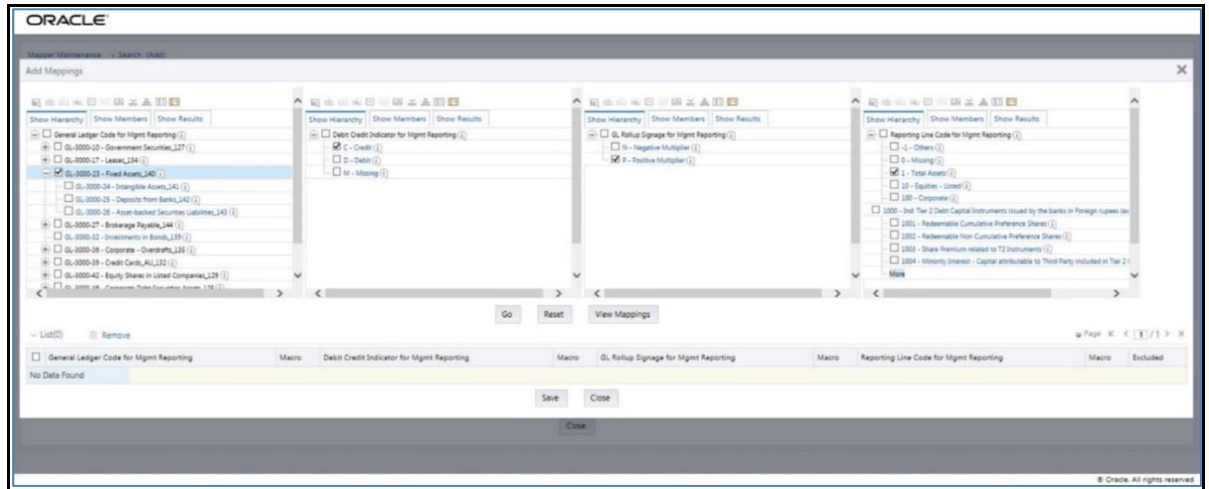 ORACLE
Mapper Maintenance > Search (Add)
Add Mappings
Show Hierarchy Show Members Show Results
General Ledger Code for Mgmt Reporting
GL-3000-10 - Government Securities_127
GL-3000-17 - Leases_134
GL-3000-23 - Fixed Assets_140
GL-3000-24 - Intangible Assets_141
GL-3000-25 - Deposits from Banks_142
GL-3000-26 - Asset-backed Securities Liabilities_143
GL-3000-27 - Brokerage Payable_144
GL-3000-32 - Investments in Bonds_139
GL-3000-36 - Corporate - Overdrafts_135
GL-3000-39 - Credit Cards_AU_132
GL-3000-42 - Equity Shares in Listed Companies_129
Show Hierarchy Show Members Show Results
Debit Credit Indicator for Mgmt Reporting
C - Credit
D - Debit
M - Missing
Show Hierarchy Show Members Show Results
GL Rollup Signage for Mgmt Reporting
N - Negative Multiplier
P - Positive Multiplier
Show Hierarchy Show Members Show Results
Reporting Line Code for Mgmt Reporting
-1 - Others
0 - Missing
1 - Total Assets
10 - Equities - Listed
100 - Corporate
1000 - Ind: Tier 2 Debt Capital Instruments issued by the banks in Foreign rupees
1001 - Redeemable Cumulative Preference Shares
1002 - Redeemable Non Cumulative Preference Shares
1003 - Share Premium related to T2 Instruments
1004 - Minority Interest - Capital attributable to Third Party included in Tier 2
More
Go Reset View Mappings
List(0) Remove Page 1 / 1
General Ledger Code for Mgmt Reporting Macro Debit Credit Indicator for Mgmt Reporting Macro GL Rollup Signage for Mgmt Reporting Macro Reporting Line Code for Mgmt Reporting Macro Excluded
No Data Found
Save Close
Close
© Oracle. All rights reserved